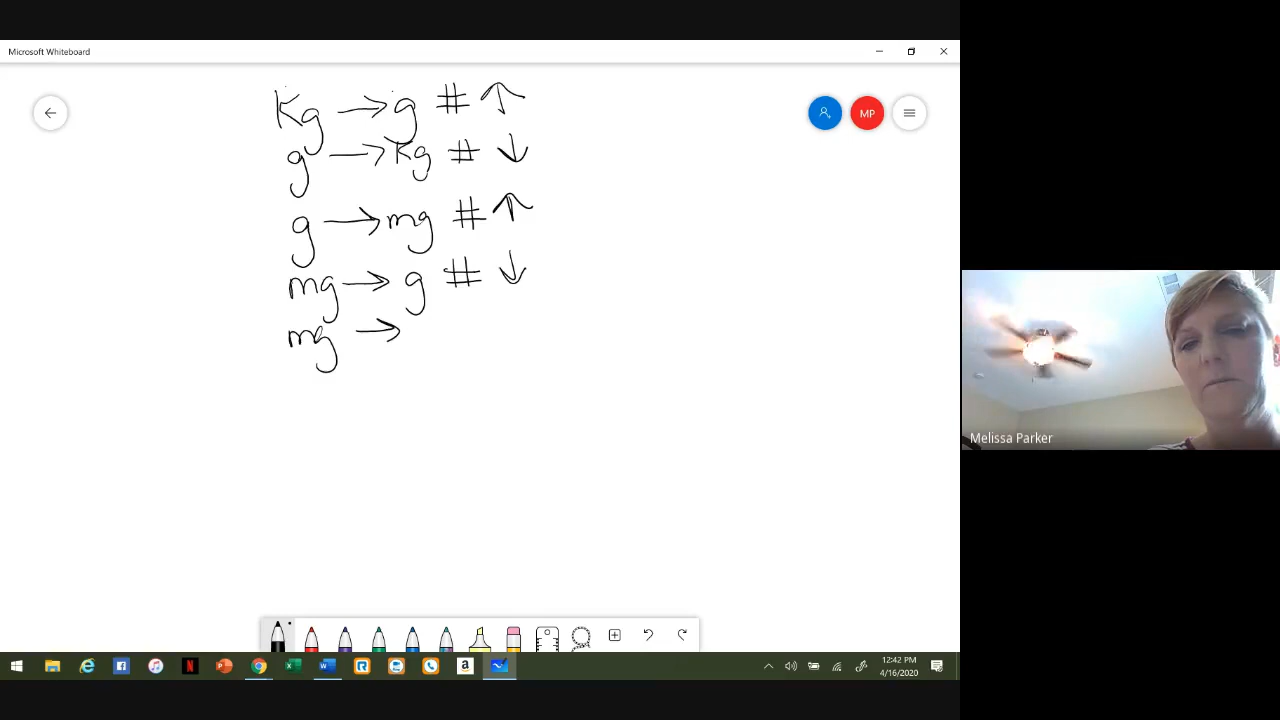 Microsoft Whiteboard
MP
Kg → g # ↑
g → Kg # ↓
g → mg # ↑
mg → g # ↓
mg →
Melissa Parker
12:42 PM
4/16/2020